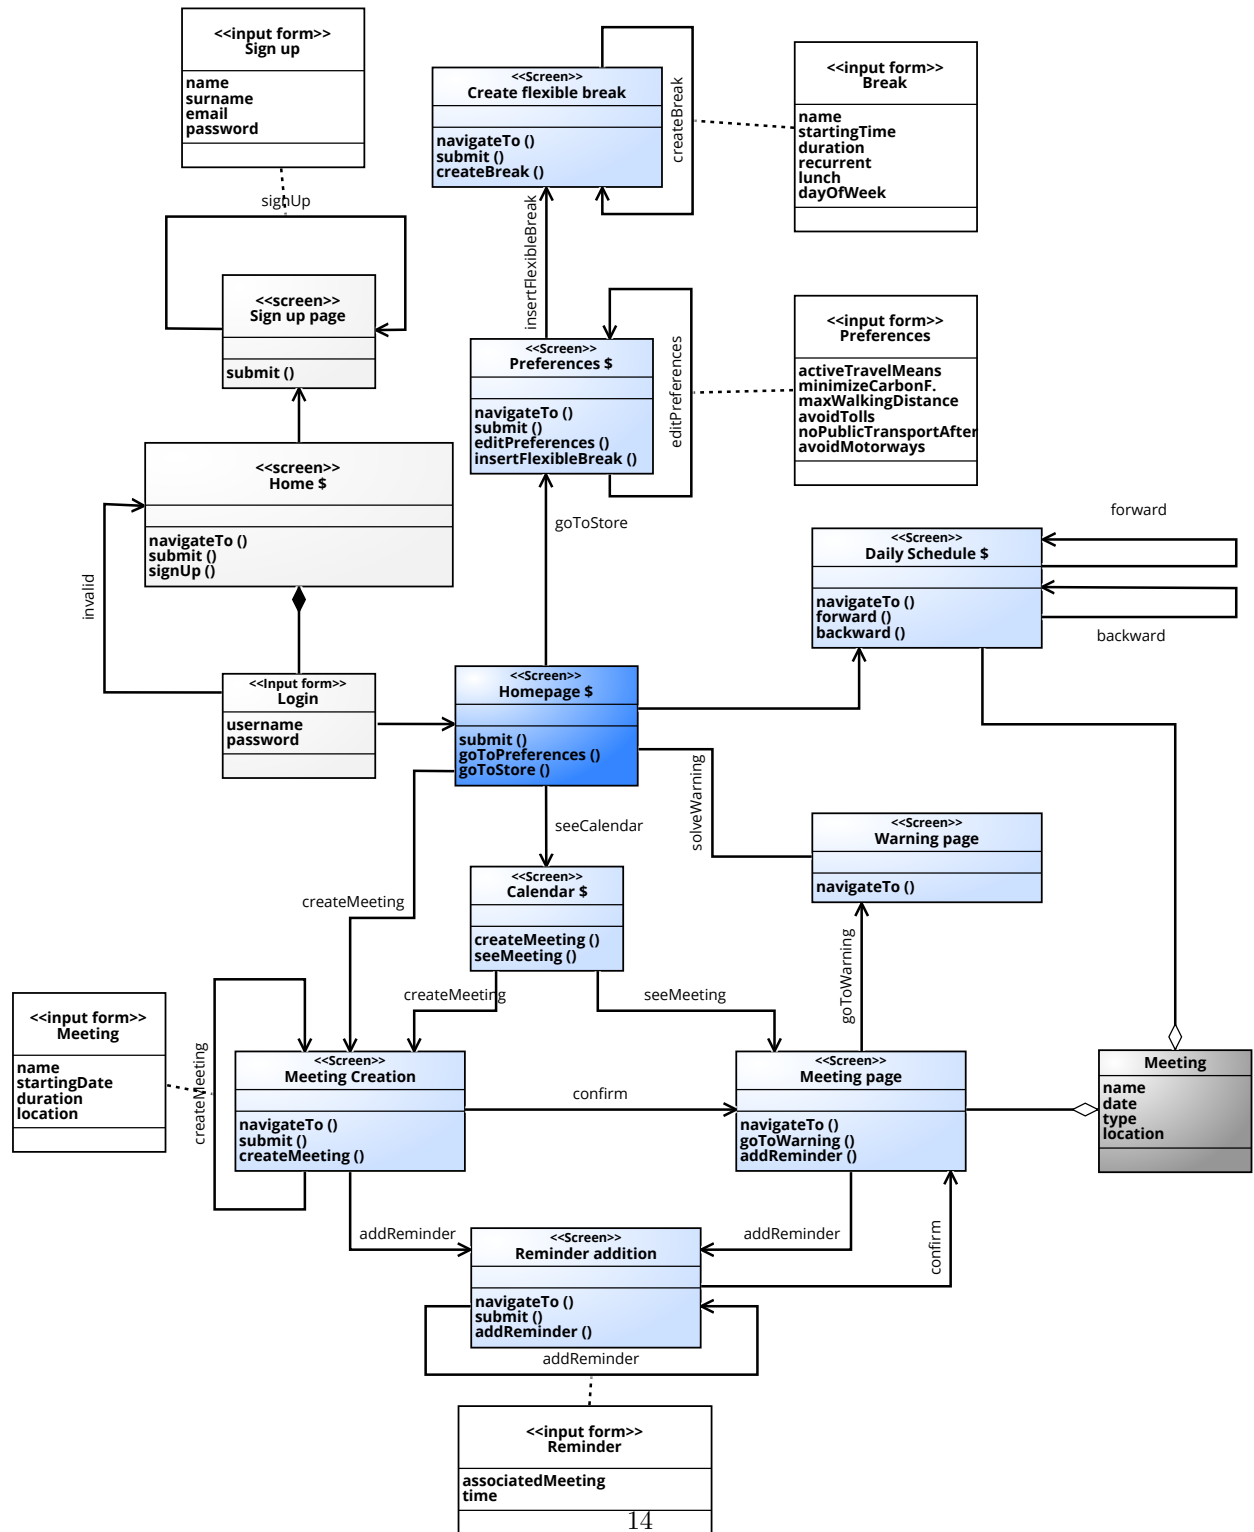 <<input form>>
Sign up
name
surname
email
password
signUp
<<screen>>
Sign up page
submit ()
<<screen>>
Home $
navigateTo ()
submit ()
signUp ()
invalid
<<Input form>>
Login
username
password
<<Screen>>
Create flexible break
navigateTo ()
submit ()
createBreak ()
createBreak
<<input form>>
Break
name
startingTime
duration
recurrent
lunch
dayOfWeek
insertFlexibleBreak
<<Screen>>
Preferences $
navigateTo ()
submit ()
editPreferences ()
insertFlexibleBreak ()
editPreferences
<<input form>>
Preferences
activeTravelMeans
minimizeCarbonF.
maxWalkingDistance
avoidTolls
noPublicTransportAfter
avoidMotorways
goToStore
<<Screen>>
Daily Schedule $
navigateTo ()
forward ()
backward ()
forward
backward
<<Screen>>
Homepage $
submit ()
goToPreferences ()
goToStore ()
solveWarning
seeCalendar
createMeeting
<<Screen>>
Warning page
navigateTo ()
<<Screen>>
Calendar $
createMeeting ()
seeMeeting ()
goToWarning
createMeeting
seeMeeting
<<input form>>
Meeting
name
startingDate
duration
location
createMeeting
<<Screen>>
Meeting Creation
navigateTo ()
submit ()
createMeeting ()
confirm
<<Screen>>
Meeting page
navigateTo ()
goToWarning ()
addReminder ()
Meeting
name
date
type
location
addReminder
addReminder
confirm
<<Screen>>
Reminder addition
navigateTo ()
submit ()
addReminder ()
addReminder
<<input form>>
Reminder
associatedMeeting
time
14